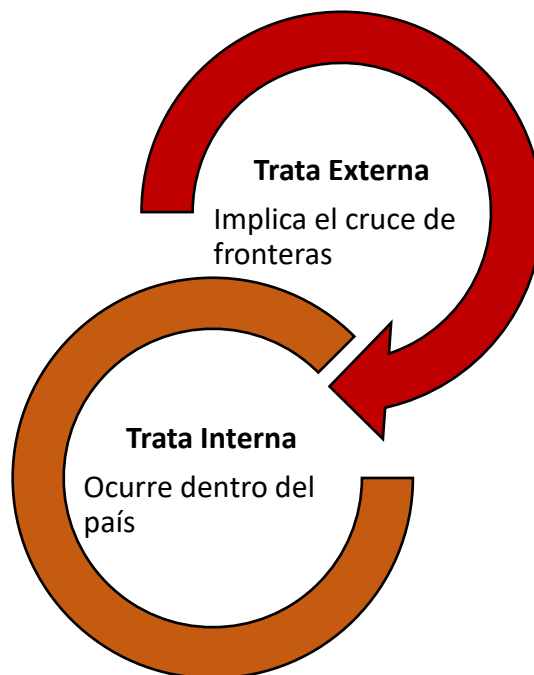 Trata Externa
Implica el cruce de
fronteras
Trata Interna
Ocurre dentro del
país